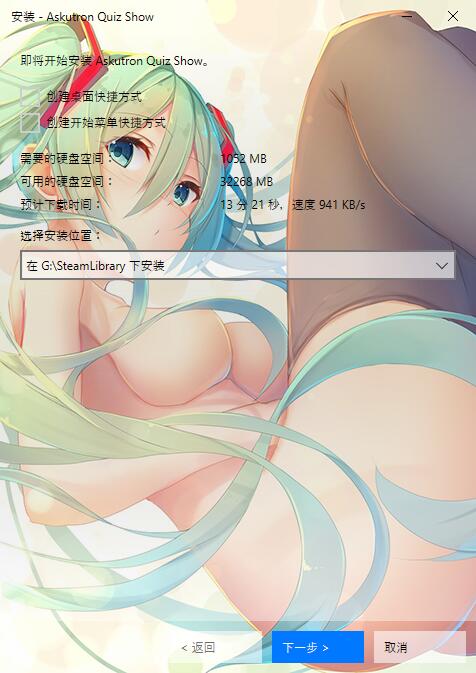 安装 - Askutron Quiz Show
即将开始安装 Askutron Quiz Show。
创建桌面快捷方式
创建开始菜单快捷方式
需要的硬盘空间： 1052 MB
可用的硬盘空间： 32268 MB
预计下载时间： 13 分 21 秒，速度 941 KB/s
选择安装位置：
在 G:\SteamLibrary 下安装
< 返回 下一步 > 取消